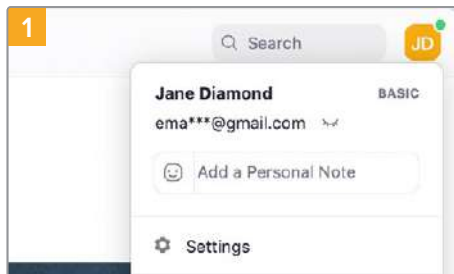 1
Search
JD
Jane Diamond BASIC
ema***@gmail.com
Add a Personal Note
Settings